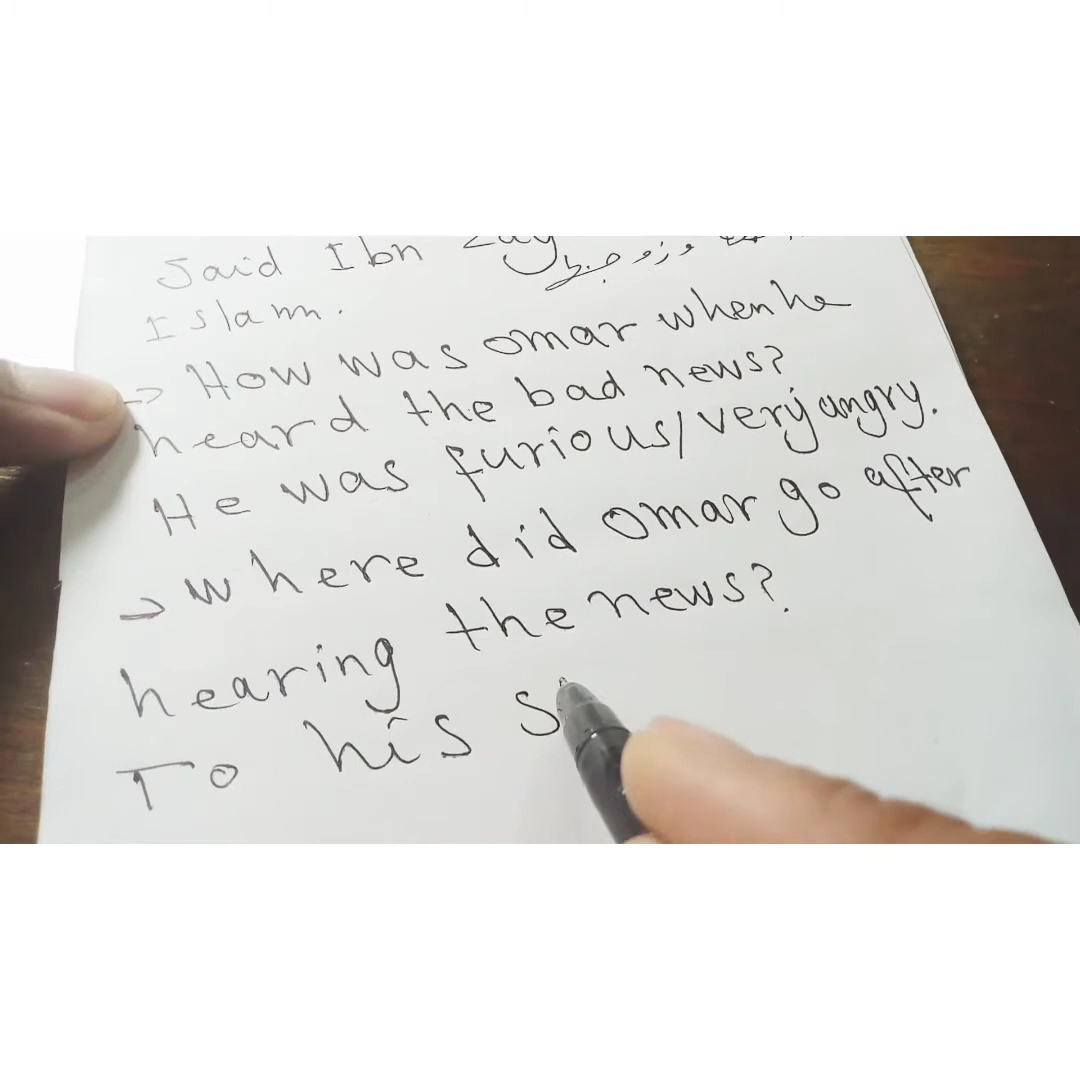 Said Ibn Zay
Islam.
→ How was omar when he
heard the bad news?
He was furious/very angry.
→ where did omar go after
hearing the news?
To his s